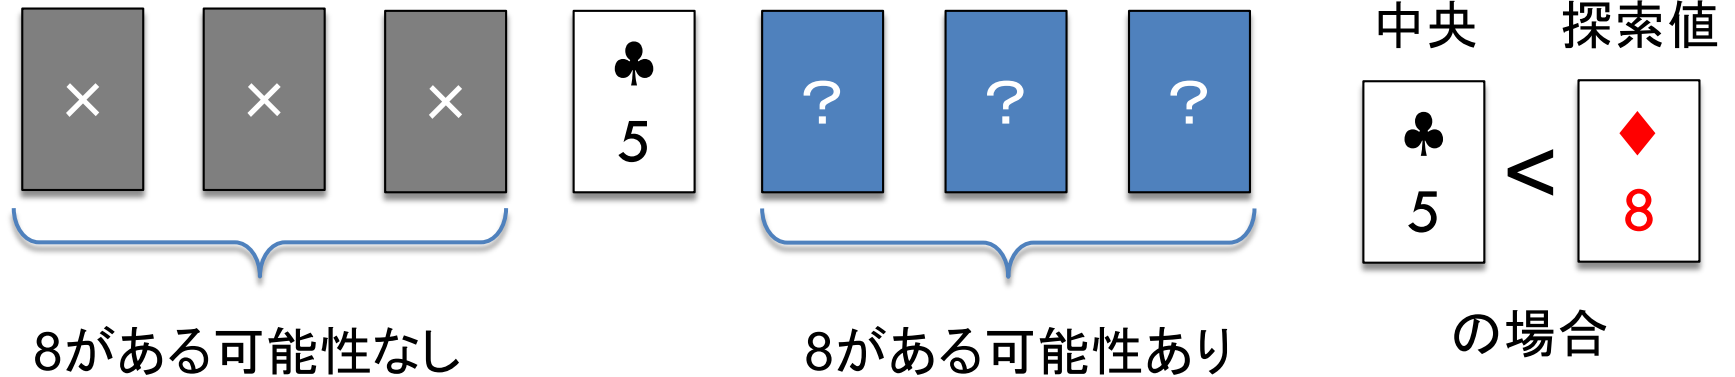 × × × ♣ ? ? ?
5
8がある可能性なし
8がある可能性あり
中央 探索値
♣ < ♦
5 8
の場合